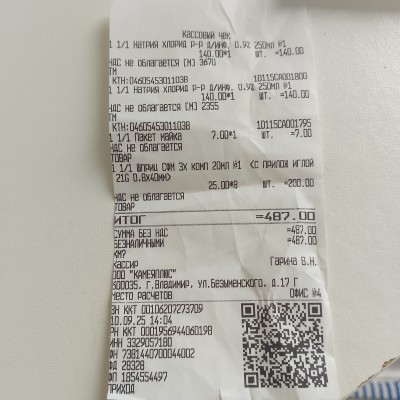 КАССОВЫЙ ЧЕК
1 1/1 НАТРИЯ ХЛОРИД Р-Р Д/ИНФ. 0.9% 250МЛ #1
140.00*1 ШТ. =140.00
НДС не облагается [М] 3670
ТМ
КТН:04605453011038 10115СА001800
1 1/1 НАТРИЯ ХЛОРИД Р-Р Д/ИНФ. 0.9% 250МЛ #1
140.00*1 ШТ. =140.00
НДС не облагается [М] 2355
ТМ
КТН:04605453011038 10115СА001795
1 1/1 Пакет майка 7.00*1 ШТ. =7.00
НДС не облагается
ТОВАР
1 1/1 Шприц СФМ 3х комп 20мл #1 <С ПРИЛОЖ ИГЛОЙ
21G 0.8х40мм>
25.00*8 ШТ. =200.00
НДС не облагается
ТОВАР
ИТОГ =487.00
СУММА БЕЗ НДС =487.00
БЕЗНАЛИЧНЫМИ =487.00
КМ?
Кассир Гарина В.Н.
ООО "КАМЕЯПЛЮС"
600035, г.Владимир, ул.Безыменского, д.17 Г
Место расчетов ОФИС №4
ЗН ККТ 00106207273709
10.09.25 14:04
РН ККТ 0001956944060198
ИНН 3329057180
ФН 7381440700044002
ФД 28328
ФП 1854554497
ПРИХОД